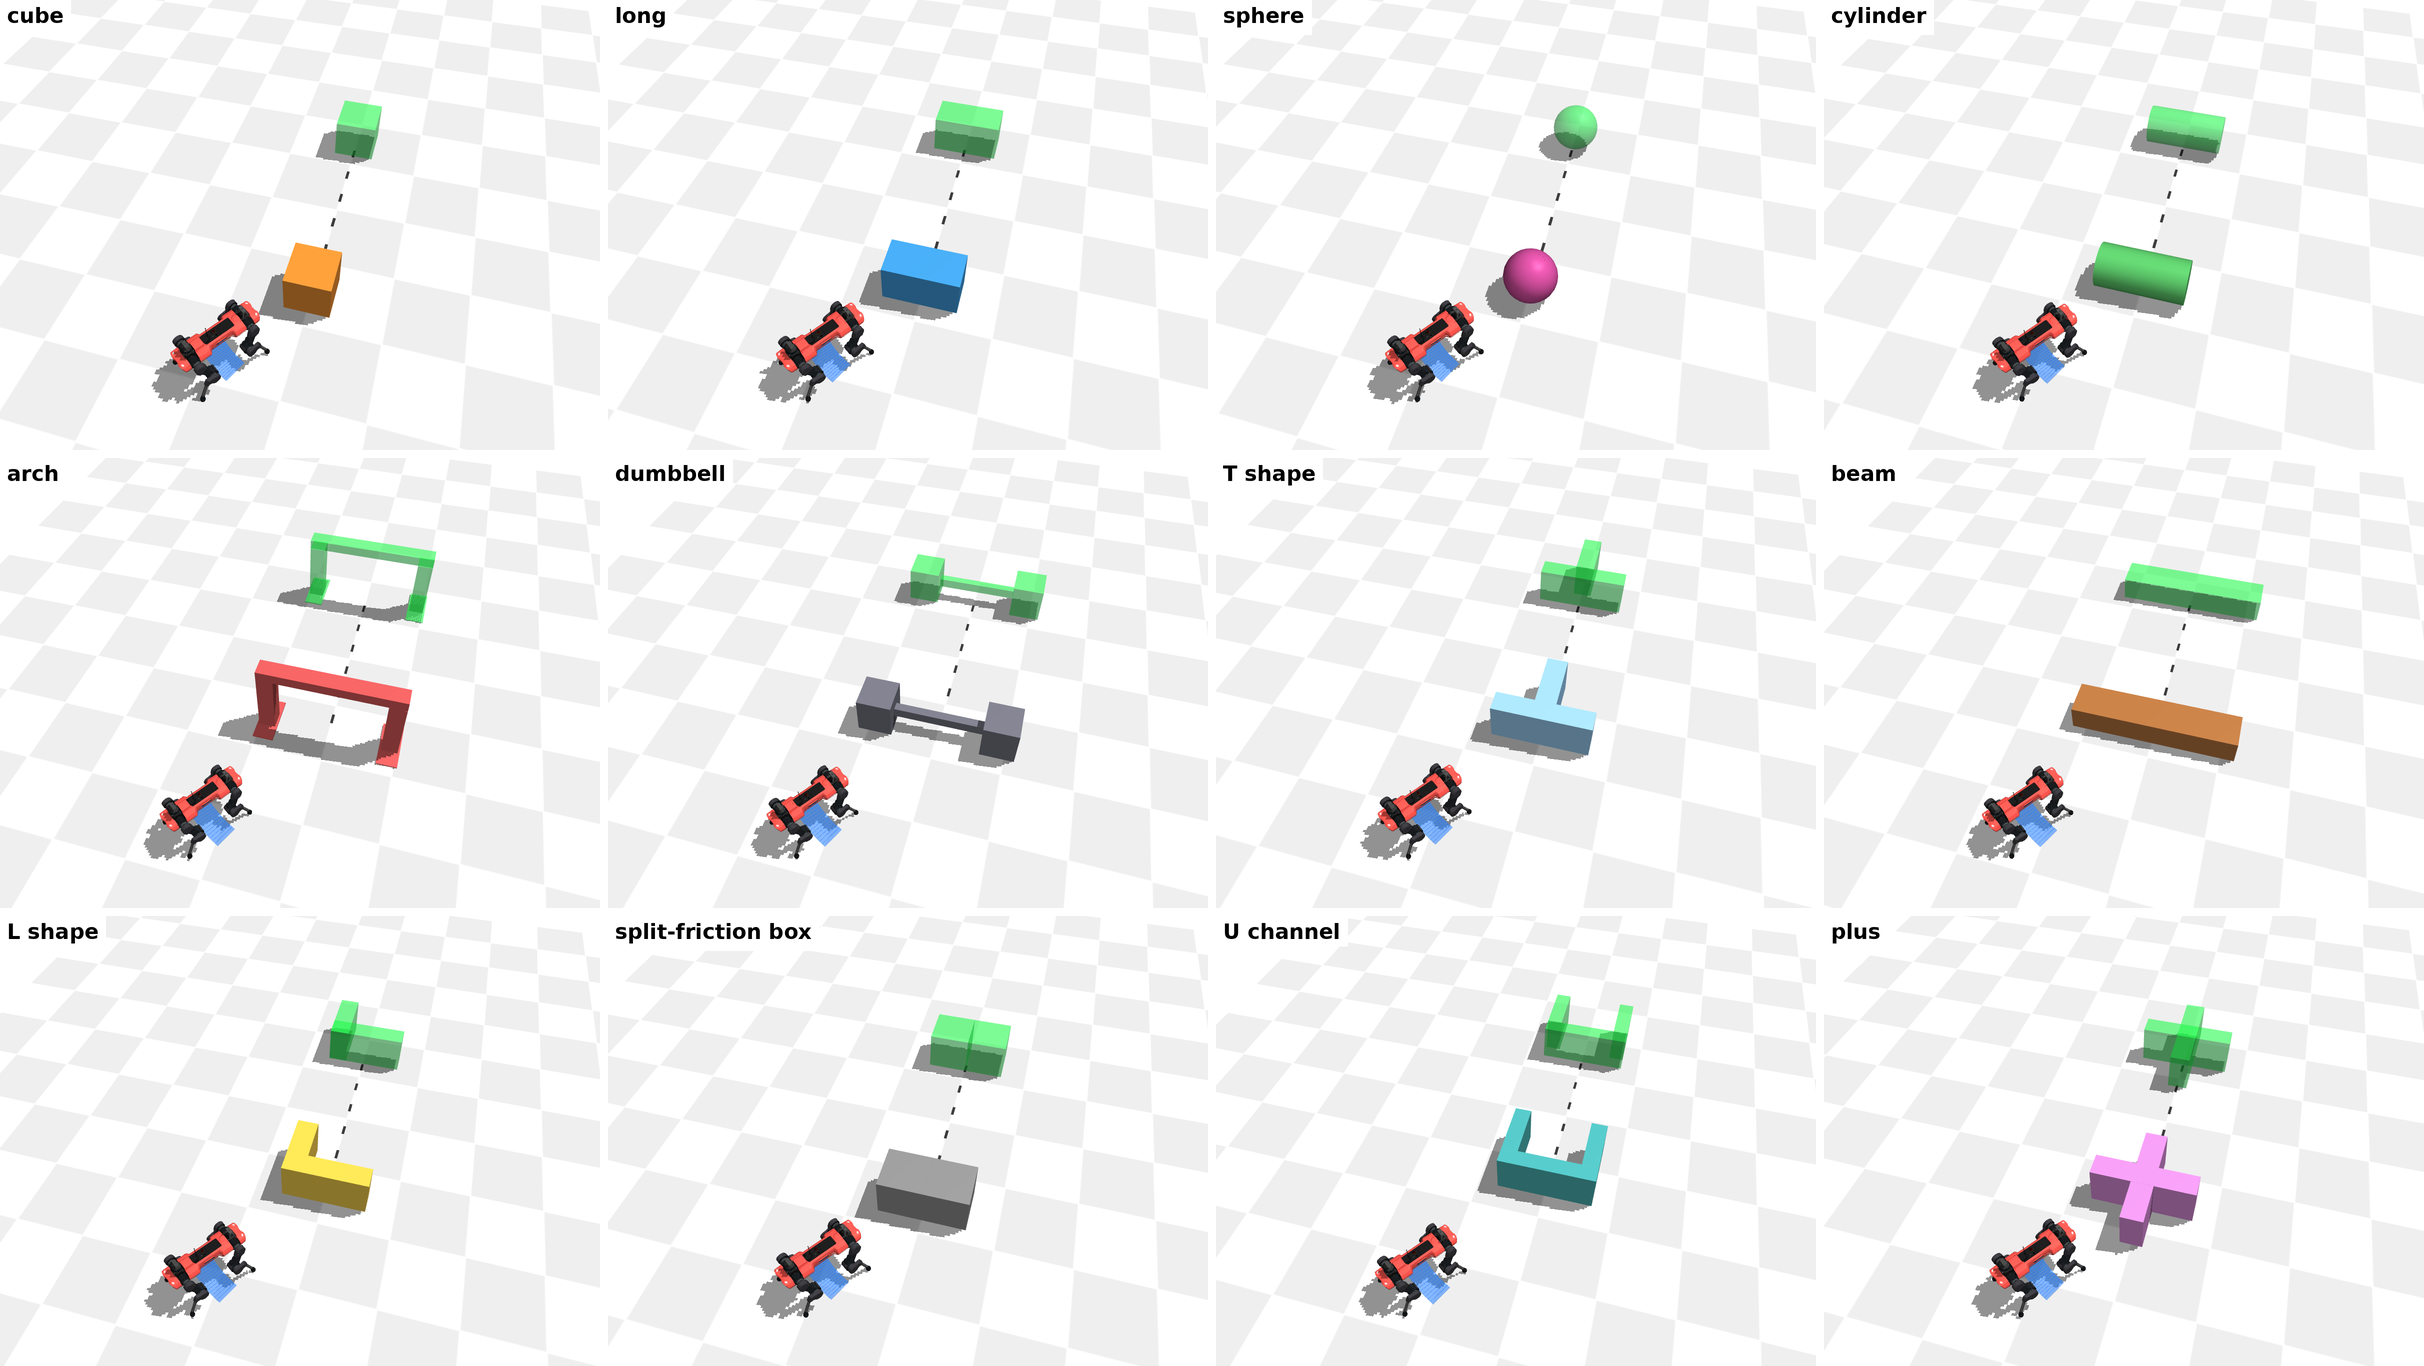 cube
long
sphere
cylinder
arch
dumbbell
T shape
beam
L shape
split-friction box
U channel
plus